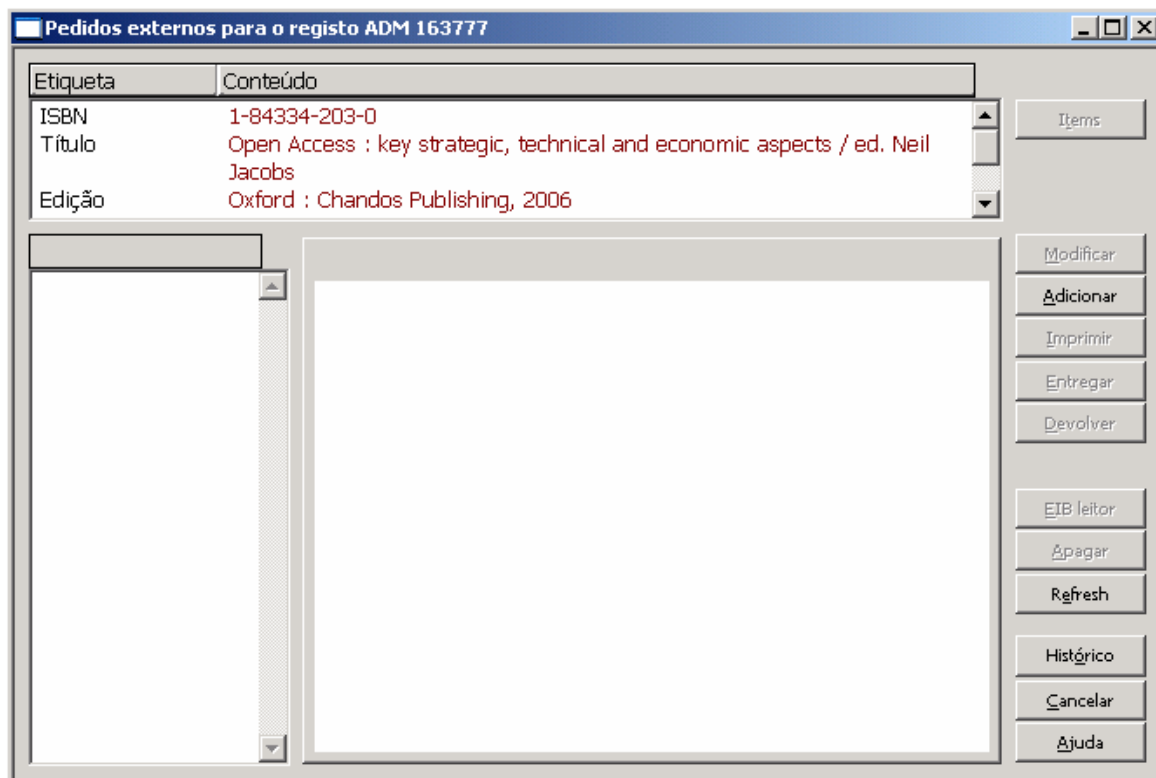 Pedidos externos para o registo ADM 163777
Etiqueta Conteúdo
ISBN 1-84334-203-0
Título Open Access : key strategic, technical and economic aspects / ed. Neil
Jacobs
Edição Oxford : Chandos Publishing, 2006
Items
Modificar
Adicionar
Imprimir
Entregar
Devolver
EIB leitor
Apagar
Refresh
Histórico
Cancelar
Ajuda